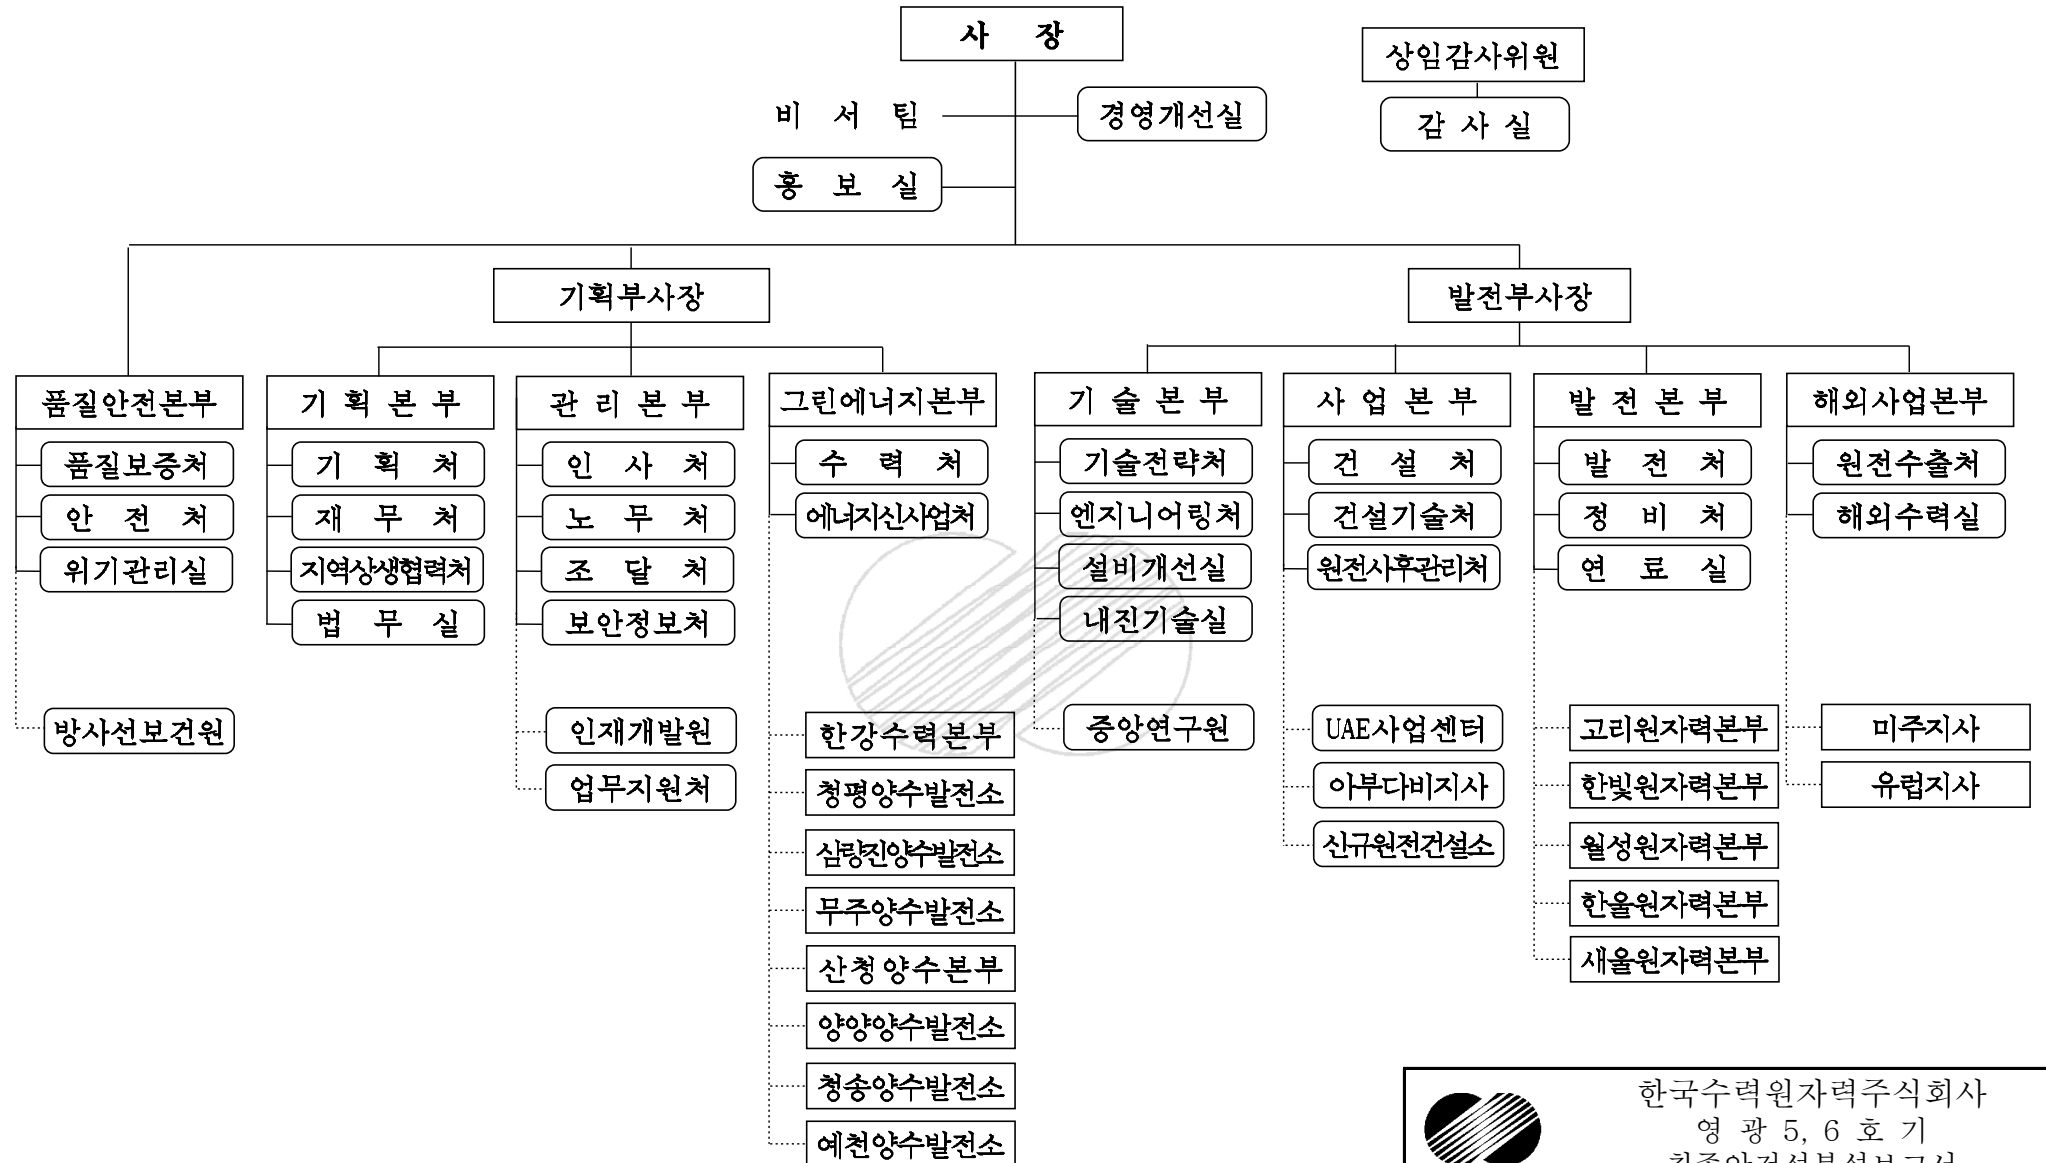 사 장
상임감사위원
비 서 팀
경영개선실
감 사 실
홍 보 실
기획부사장
발전부사장
품질안전본부
기 획 본 부
관 리 본 부
그린에너지본부
기 술 본 부
사 업 본 부
발 전 본 부
해외사업본부
품질보증처
안 전 처
위기관리실
방사선보건원
기 획 처
재 무 처
지역상생협력처
법 무 실
인 사 처
노 무 처
조 달 처
보안정보처
인재개발원
업무지원처
수 력 처
에너지신사업처
한강수력본부
청평양수발전소
삼랑진양수발전소
무주양수발전소
산청양수본부
양양양수발전소
청송양수발전소
예천양수발전소
기술전략처
엔지니어링처
설비개선실
내진기술실
중앙연구원
건 설 처
건설기술처
원전사후관리처
UAE사업센터
아부다비지사
신규원전건설소
발 전 처
정 비 처
연 료 실
고리원자력본부
한빛원자력본부
월성원자력본부
한울원자력본부
새울원자력본부
원전수출처
해외수력실
미주지사
유럽지사
한국수력원자력주식회사
영 광 5, 6 호 기